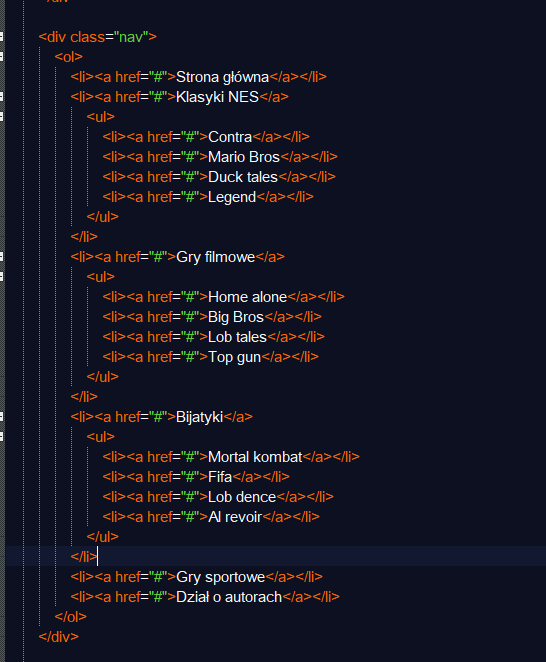 <div class="nav">
<ol>
<li><a href="#">Strona główna</a></li>
<li><a href="#">Klasyki NES</a>
<ul>
<li><a href="#">Contra</a></li>
<li><a href="#">Mario Bros</a></li>
<li><a href="#">Duck tales</a></li>
<li><a href="#">Legend</a></li>
</ul>
</li>
<li><a href="#">Gry filmowe</a>
<ul>
<li><a href="#">Home alone</a></li>
<li><a href="#">Big Bros</a></li>
<li><a href="#">Lob tales</a></li>
<li><a href="#">Top gun</a></li>
</ul>
</li>
<li><a href="#">Bijatyki</a>
<ul>
<li><a href="#">Mortal kombat</a></li>
<li><a href="#">Fifa</a></li>
<li><a href="#">Lob dence</a></li>
<li><a href="#">Al revoir</a></li>
</ul>
</li>
<li><a href="#">Gry sportowe</a></li>
<li><a href="#">Dział o autorach</a></li>
</ol>
</div>